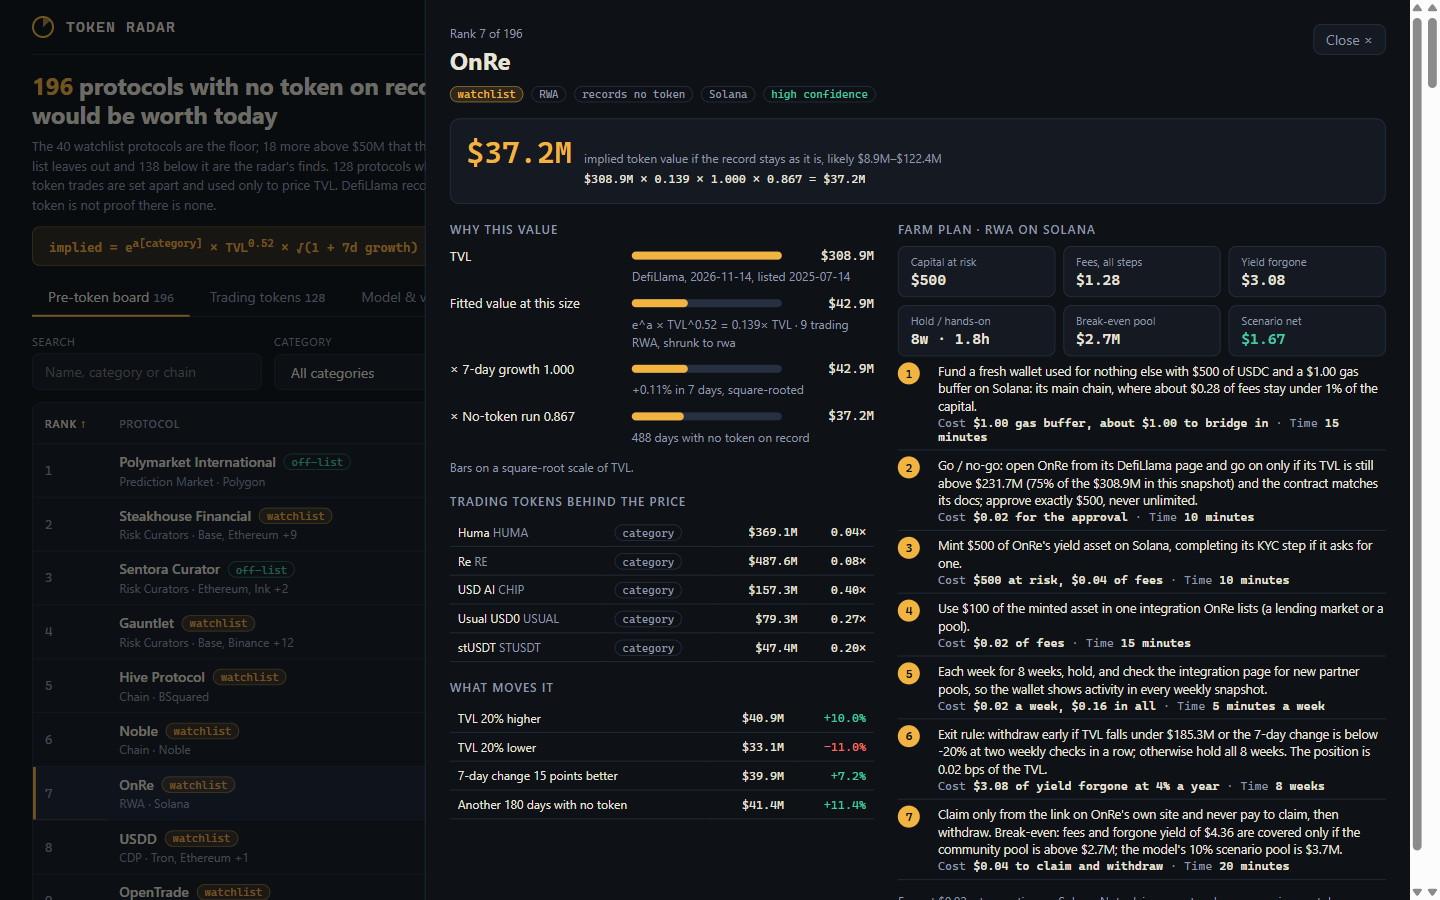 TOKEN RADAR
196 protocols with no token on reco
would be worth today
The 40 watchlist protocols are the floor; 18 more above $50M that th
list leaves out and 138 below it are the radar's finds. 128 protocols w
token trades are set apart and used only to price TVL. DefiLlama reco
token is not proof there is none.
implied = e^a[category] × TVL^0.52 × √(1 + 7d growth)
Pre-token board 196 Trading tokens 128 Model & v
SEARCH CATEGORY
Name, category or chain All categories
RANK ↑ PROTOCOL
1 Polymarket International off-list
Prediction Market · Polygon
2 Steakhouse Financial watchlist
Risk Curators · Base, Ethereum +9
3 Sentora Curator off-list
Risk Curators · Ethereum, Ink +2
4 Gauntlet watchlist
Risk Curators · Base, Binance +12
5 Hive Protocol watchlist
Chain · BSquared
6 Noble watchlist
Chain · Noble
7 OnRe watchlist
RWA · Solana
8 USDD watchlist
CDP · Tron, Ethereum +1
OpenTrade watchlist
Rank 7 of 196
Close ×
OnRe
watchlist RWA records no token Solana high confidence
$37.2M implied token value if the record stays as it is, likely $8.9M–$122.4M
$308.9M × 0.139 × 1.000 × 0.867 = $37.2M
WHY THIS VALUE
TVL $308.9M
DefiLlama, 2026-11-14, listed 2025-07-14
Fitted value at this size $42.9M
e^a × TVL^0.52 = 0.139× TVL · 9 trading
RWA, shrunk to rwa
× 7-day growth 1.000 $42.9M
+0.11% in 7 days, square-rooted
× No-token run 0.867 $37.2M
488 days with no token on record
Bars on a square-root scale of TVL.
TRADING TOKENS BEHIND THE PRICE
Huma HUMA category $369.1M 0.04×
Re RE category $487.6M 0.08×
USD AI CHIP category $157.3M 0.40×
Usual USD0 USUAL category $79.3M 0.27×
stUSDT STUSDT category $47.4M 0.20×
WHAT MOVES IT
TVL 20% higher $40.9M +10.0%
TVL 20% lower $33.1M −11.0%
7-day change 15 points better $39.9M +7.2%
Another 180 days with no token $41.4M +11.4%
FARM PLAN · RWA ON SOLANA
Capital at risk Fees, all steps Yield forgone
$500 $1.28 $3.08
Hold / hands-on Break-even pool Scenario net
8w · 1.8h $2.7M $1.67
1 Fund a fresh wallet used for nothing else with $500 of USDC and a $1.00 gas
buffer on Solana: its main chain, where about $0.28 of fees stay under 1% of the
capital.
Cost $1.00 gas buffer, about $1.00 to bridge in · Time 15
minutes
2 Go / no-go: open OnRe from its DefiLlama page and go on only if its TVL is still
above $231.7M (75% of the $308.9M in this snapshot) and the contract matches
its docs; approve exactly $500, never unlimited.
Cost $0.02 for the approval · Time 10 minutes
3 Mint $500 of OnRe's yield asset on Solana, completing its KYC step if it asks for
one.
Cost $500 at risk, $0.04 of fees · Time 10 minutes
4 Use $100 of the minted asset in one integration OnRe lists (a lending market or a
pool).
Cost $0.02 of fees · Time 15 minutes
5 Each week for 8 weeks, hold, and check the integration page for new partner
pools, so the wallet shows activity in every weekly snapshot.
Cost $0.02 a week, $0.16 in all · Time 5 minutes a week
6 Exit rule: withdraw early if TVL falls under $185.3M or the 7-day change is below
-20% at two weekly checks in a row; otherwise hold all 8 weeks. The position is
0.02 bps of the TVL.
Cost $3.08 of yield forgone at 4% a year · Time 8 weeks
7 Claim only from the link on OnRe's own site and never pay to claim, then
withdraw. Break-even: fees and forgone yield of $4.36 are covered only if the
community pool is above $2.7M; the model's 10% scenario pool is $3.7M.
Cost $0.04 to claim and withdraw · Time 20 minutes